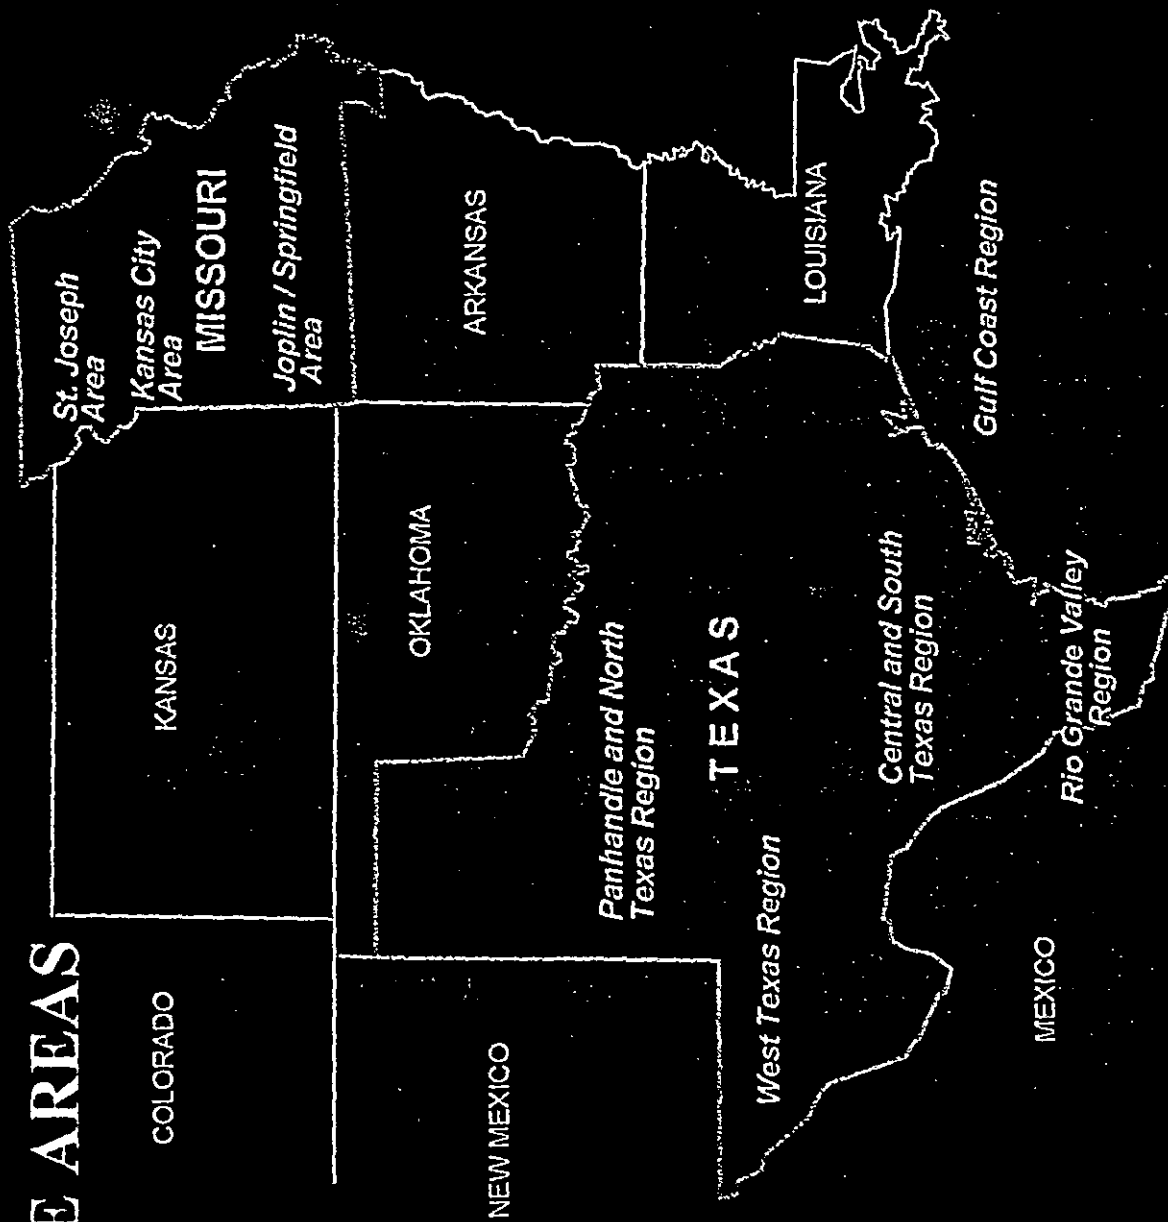 E AREAS
COLORADO
KANSAS
St. Joseph
Area
Kansas City
Area
MISSOURI
Joplin / Springfield
Area
NEW MEXICO
OKLAHOMA
ARKANSAS
Panhandle and North
Texas Region
TEXAS
West Texas Region
LOUISIANA
Central and South
Texas Region
Gulf Coast Region
MEXICO
Rio Grande Valley
Region